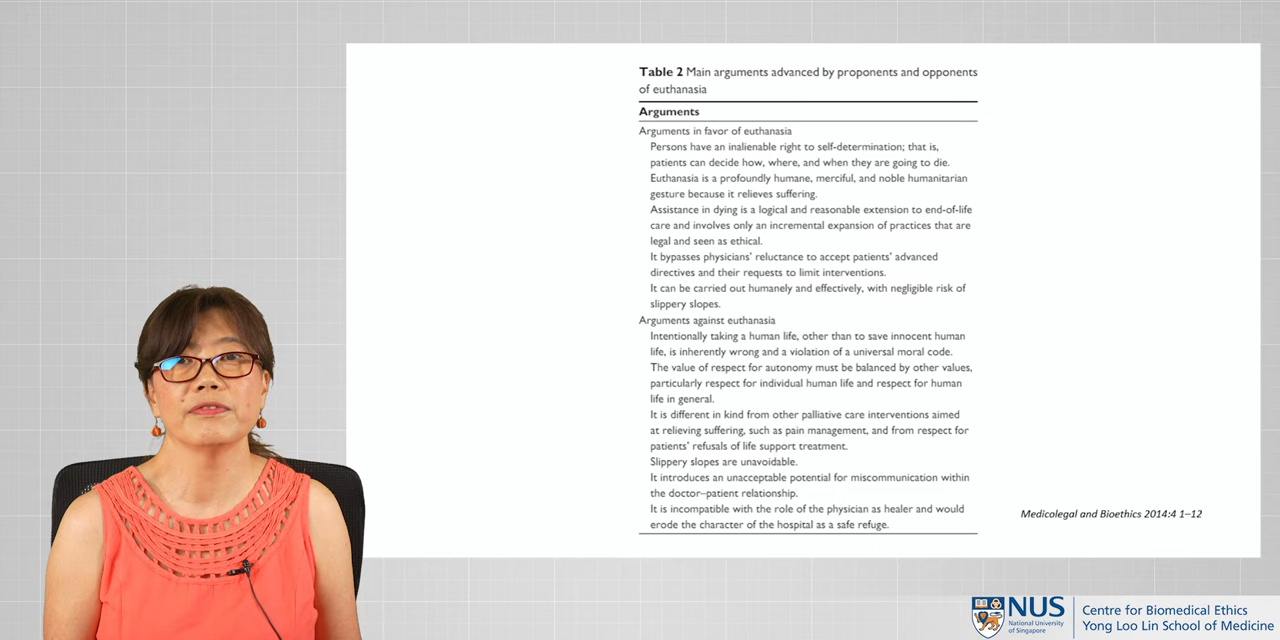 Table 2 Main arguments advanced by proponents and opponents
of euthanasia
Arguments
Arguments in favor of euthanasia
Persons have an inalienable right to self-determination; that is,
patients can decide how, where, and when they are going to die.
Euthanasia is a profoundly humane, merciful, and noble humanitarian
gesture because it relieves suffering.
Assistance in dying is a logical and reasonable extension to end-of-life
care and involves only an incremental expansion of practices that are
legal and seen as ethical.
It bypasses physicians' reluctance to accept patients' advanced
directives and their requests to limit interventions.
It can be carried out humanely and effectively, with negligible risk of
slippery slopes.
Arguments against euthanasia
Intentionally taking a human life, other than to save innocent human
life, is inherently wrong and a violation of a universal moral code.
The value of respect for autonomy must be balanced by other values,
particularly respect for individual human life and respect for human
life in general.
It is different in kind from other palliative care interventions aimed
at relieving suffering, such as pain management, and from respect for
patients' refusals of life support treatment.
Slippery slopes are unavoidable.
It introduces an unacceptable potential for miscommunication within
the doctor–patient relationship.
It is incompatible with the role of the physician as healer and would
erode the character of the hospital as a safe refuge.
Medicolegal and Bioethics 2014:4 1–12
NUS
National University
of Singapore
Centre for Biomedical Ethics
Yong Loo Lin School of Medicine